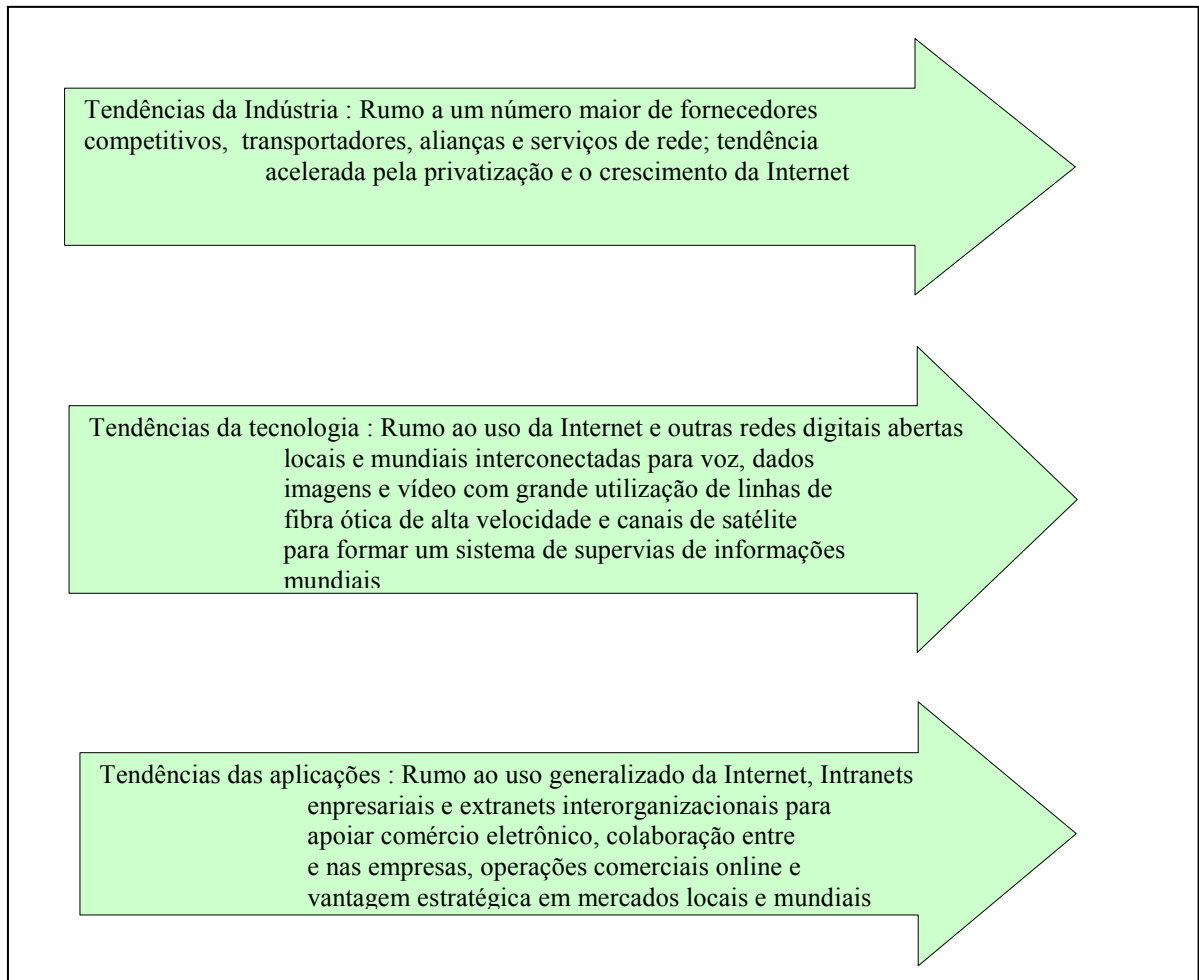 Tendências da Indústria : Rumo a um número maior de fornecedores
competitivos, transportadores, alianças e serviços de rede; tendência
acelerada pela privatização e o crescimento da Internet
Tendências da tecnologia : Rumo ao uso da Internet e outras redes digitais abertas
locais e mundiais interconectadas para voz, dados
imagens e vídeo com grande utilização de linhas de
fibra ótica de alta velocidade e canais de satélite
para formar um sistema de supervias de informações
mundiais
Tendências das aplicações : Rumo ao uso generalizado da Internet, Intranets
enpresariais e extranets interorganizacionais para
apoiar comércio eletrônico, colaboração entre
e nas empresas, operações comerciais online e
vantagem estratégica em mercados locais e mundiais